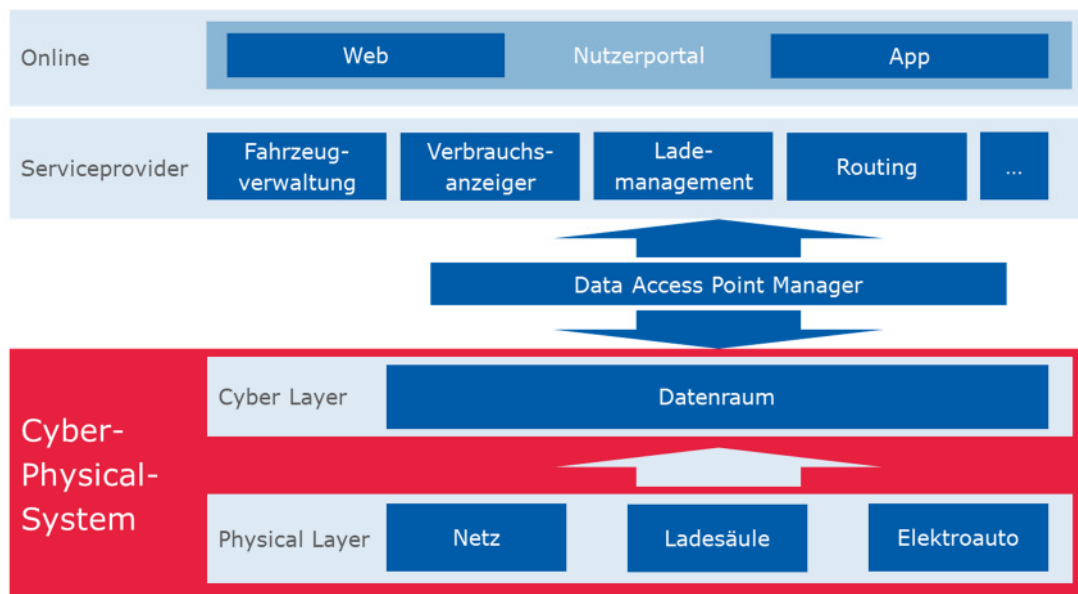 Online
Web
Nutzerportal
App
Serviceprovider
Fahrzeug-
verwaltung
Verbrauchs-
anzeiger
Lade-
management
Routing
...
Data Access Point Manager
Cyber-
Physical-
System
Cyber Layer
Datenraum
Physical Layer
Netz
Ladesäule
Elektroauto